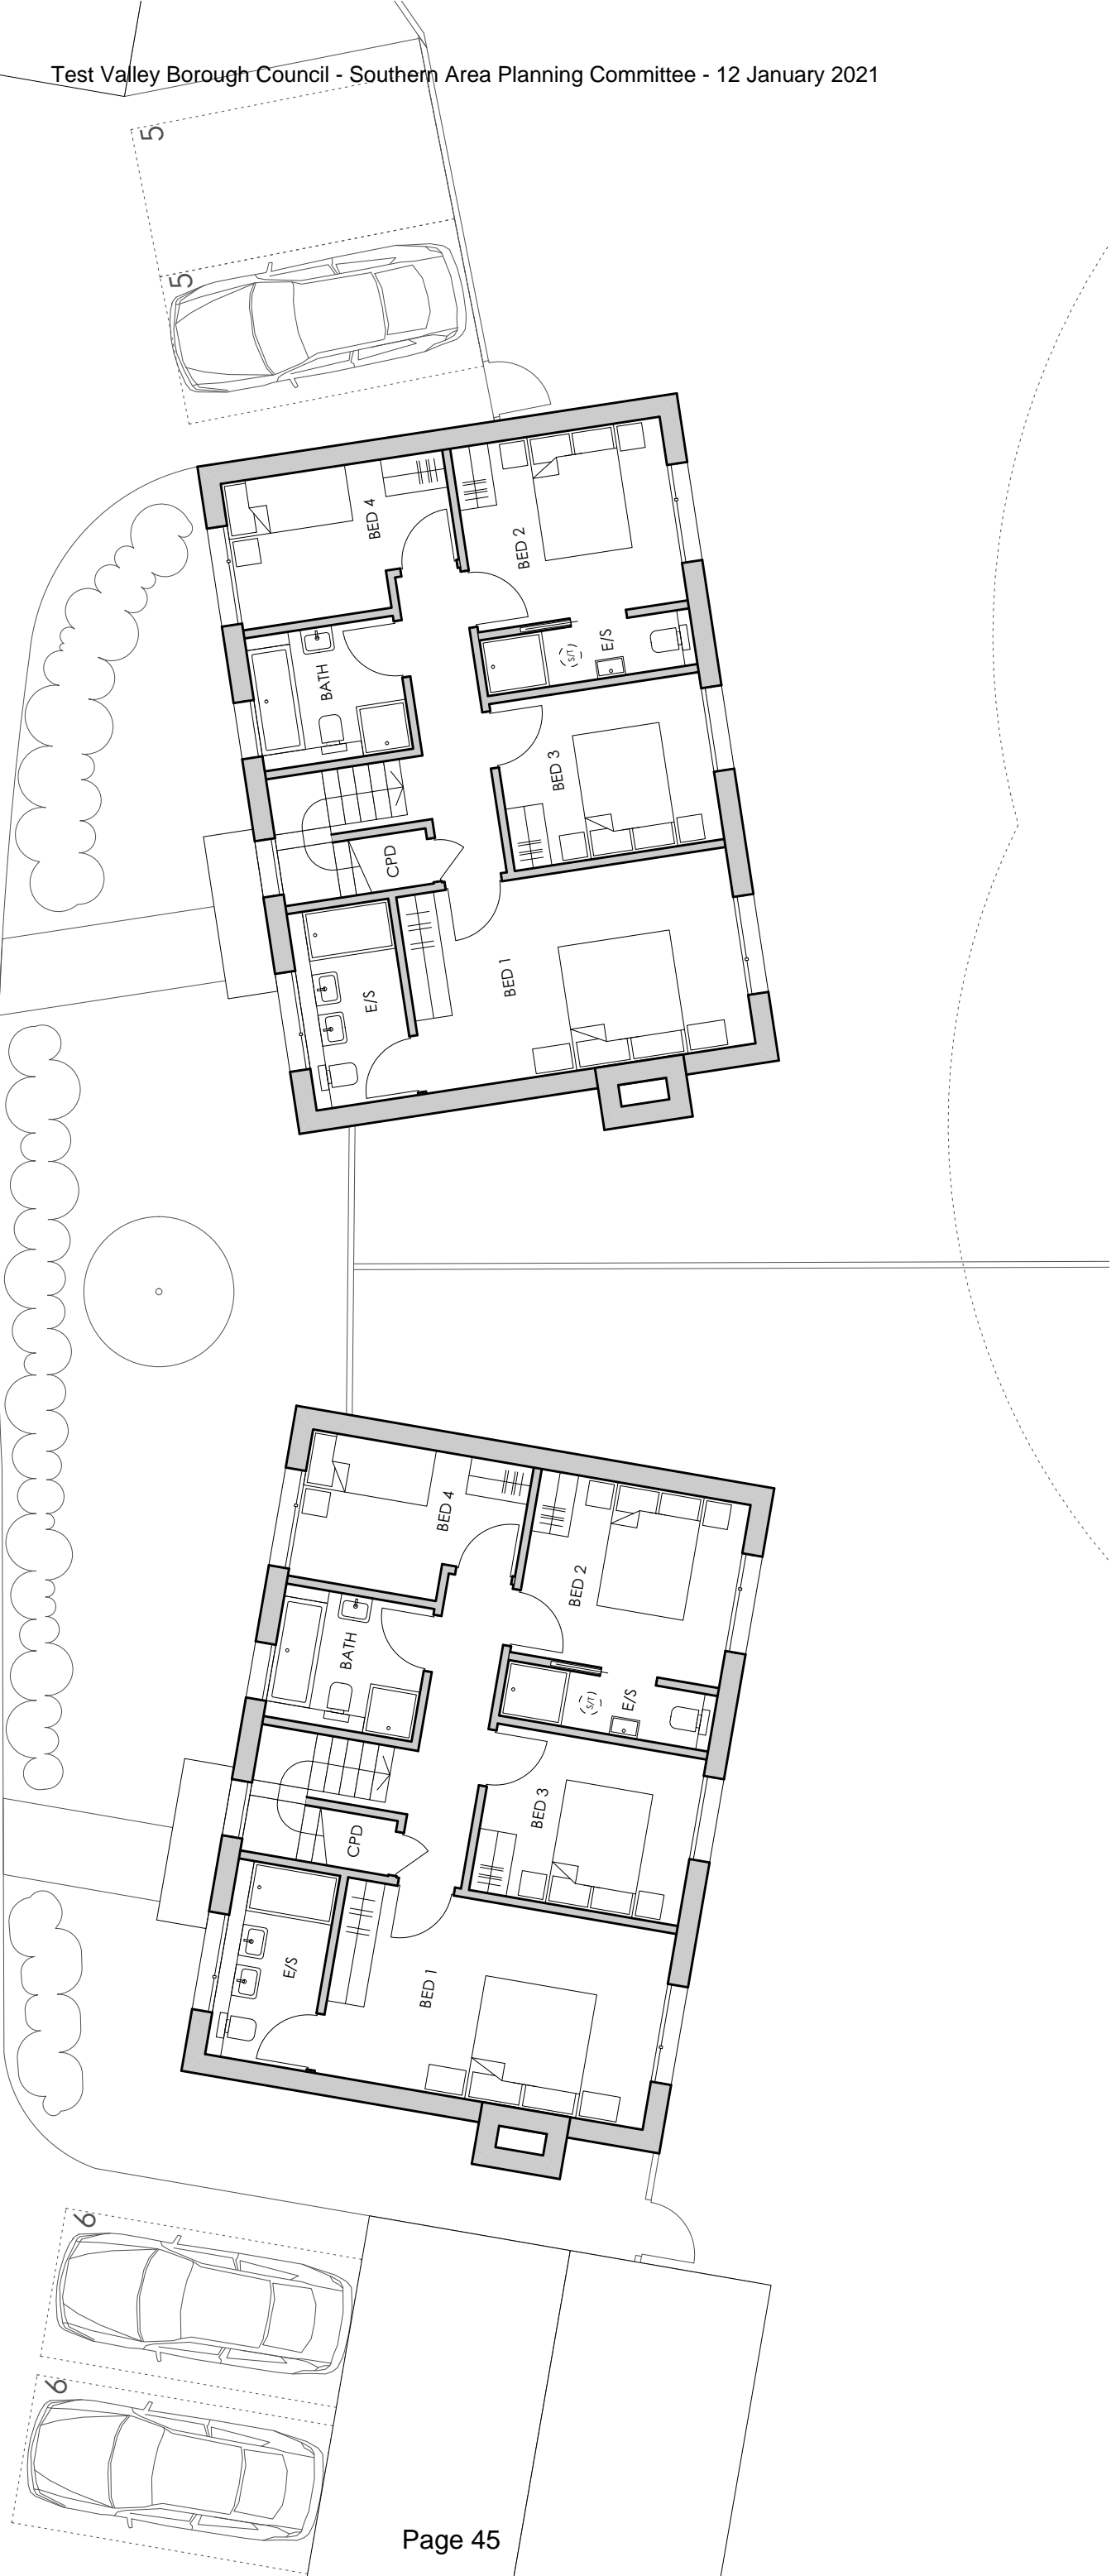 Test Valley Borough Council - Southern Area Planning Committee - 12 January 2021
5
5
BED 4
BED 2
BATH
S/T
E/S
BED 3
CPD
BED 1
E/S
BED 4
BED 2
BATH
S/T
E/S
BED 3
CPD
E/S
BED 1
6
6
Page 45